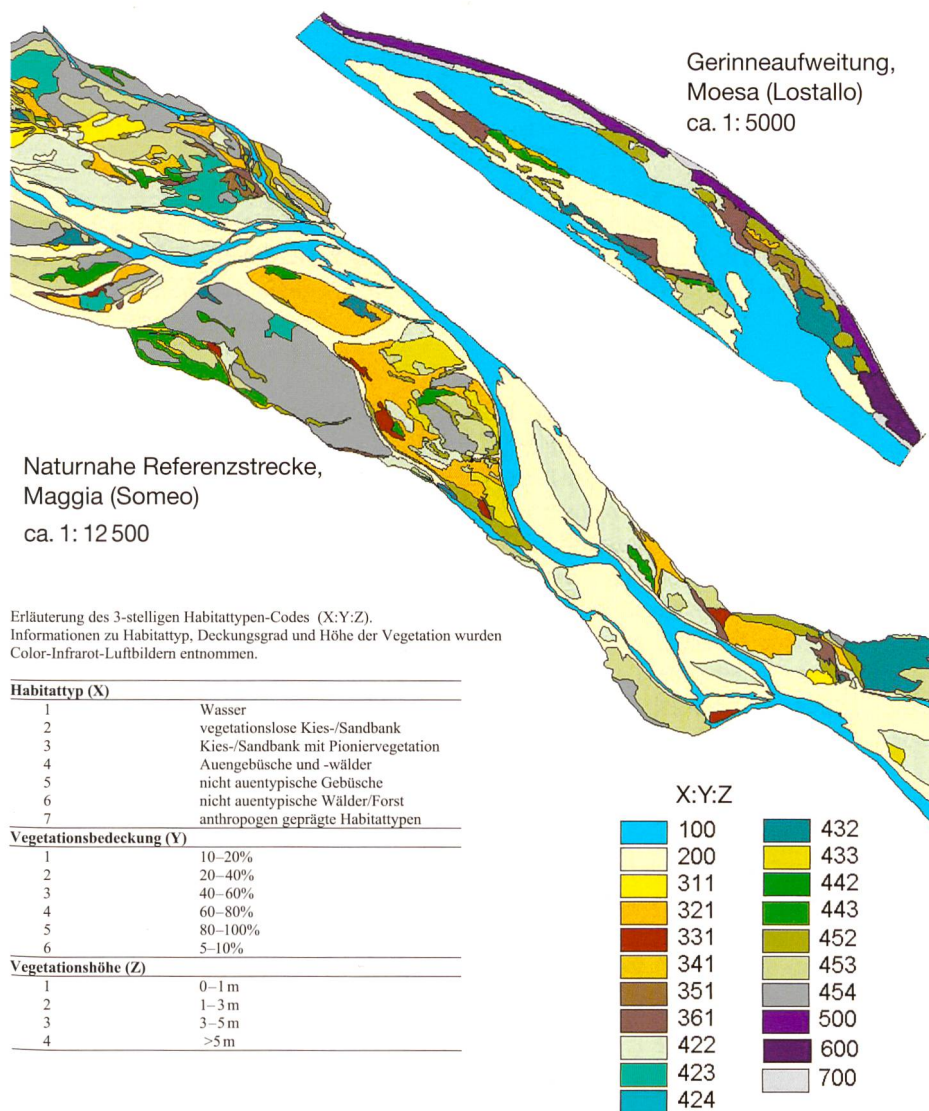 Gerinneaufweitung,
Moesa (Lostallo)
ca. 1: 5000
Naturnahe Referenzstrecke,
Maggia (Someo)
ca. 1: 12 500
Erläuterung des 3-stelligen Habitattypen-Codes (X:Y:Z).
Informationen zu Habitattyp, Deckungsgrad und Höhe der Vegetation wurden
Color-Infrarot-Luftbildern entnommen.
Habitattyp (X)
1 Wasser
2 vegetationslose Kies-/Sandbank
3 Kies-/Sandbank mit Pioniervegetation
4 Auengebüsche und -wälder
5 nicht auentypische Gebüsche
6 nicht auentypische Wälder/Forst
7 anthropogen geprägte Habitattypen
Vegetationsbedeckung (Y)
1 10–20%
2 20–40%
3 40–60%
4 60–80%
5 80–100%
6 5–10%
Vegetationshöhe (Z)
1 0–1 m
2 1–3 m
3 3–5 m
4 >5 m
X:Y:Z
100
200
311
321
331
341
351
361
422
423
424
432
433
442
443
452
453
454
500
600
700